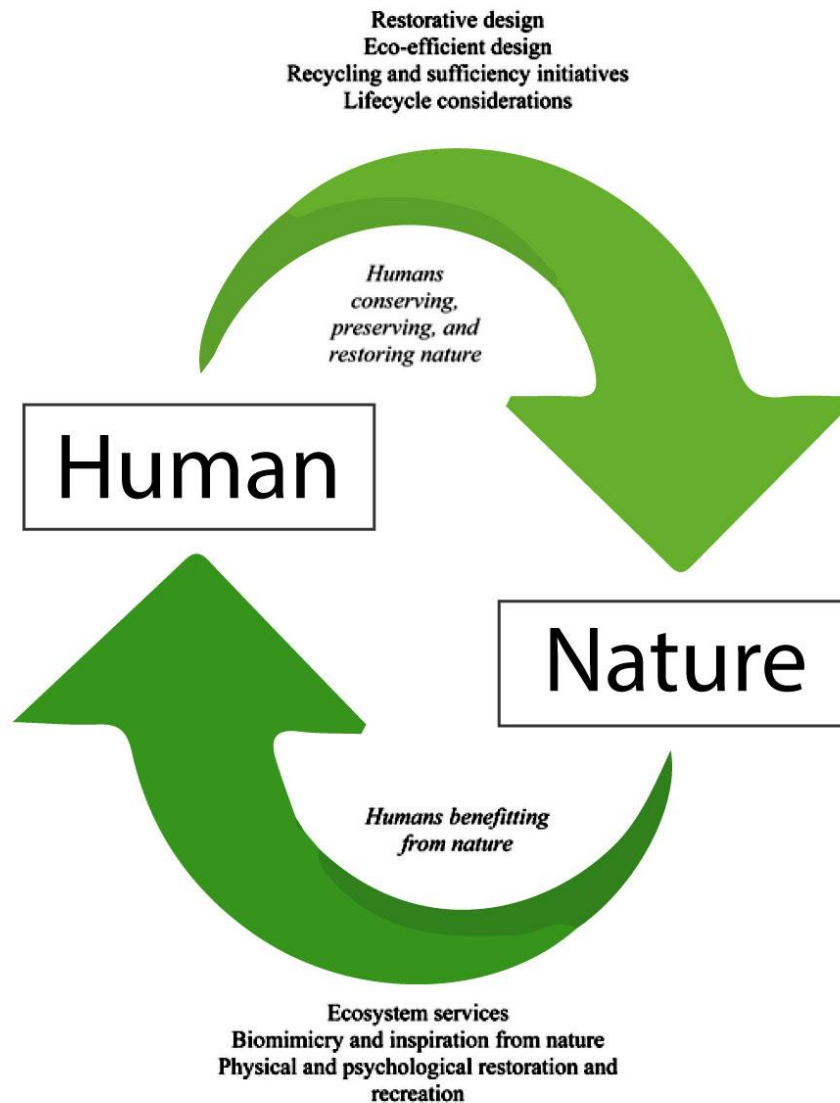 Restorative design
Eco-efficient design
Recycling and sufficiency initiatives
Lifecycle considerations
Humans
conserving,
preserving, and
restoring nature
Human
Nature
Humans benefitting
from nature
Ecosystem services
Biomimicry and inspiration from nature
Physical and psychological restoration and
recreation